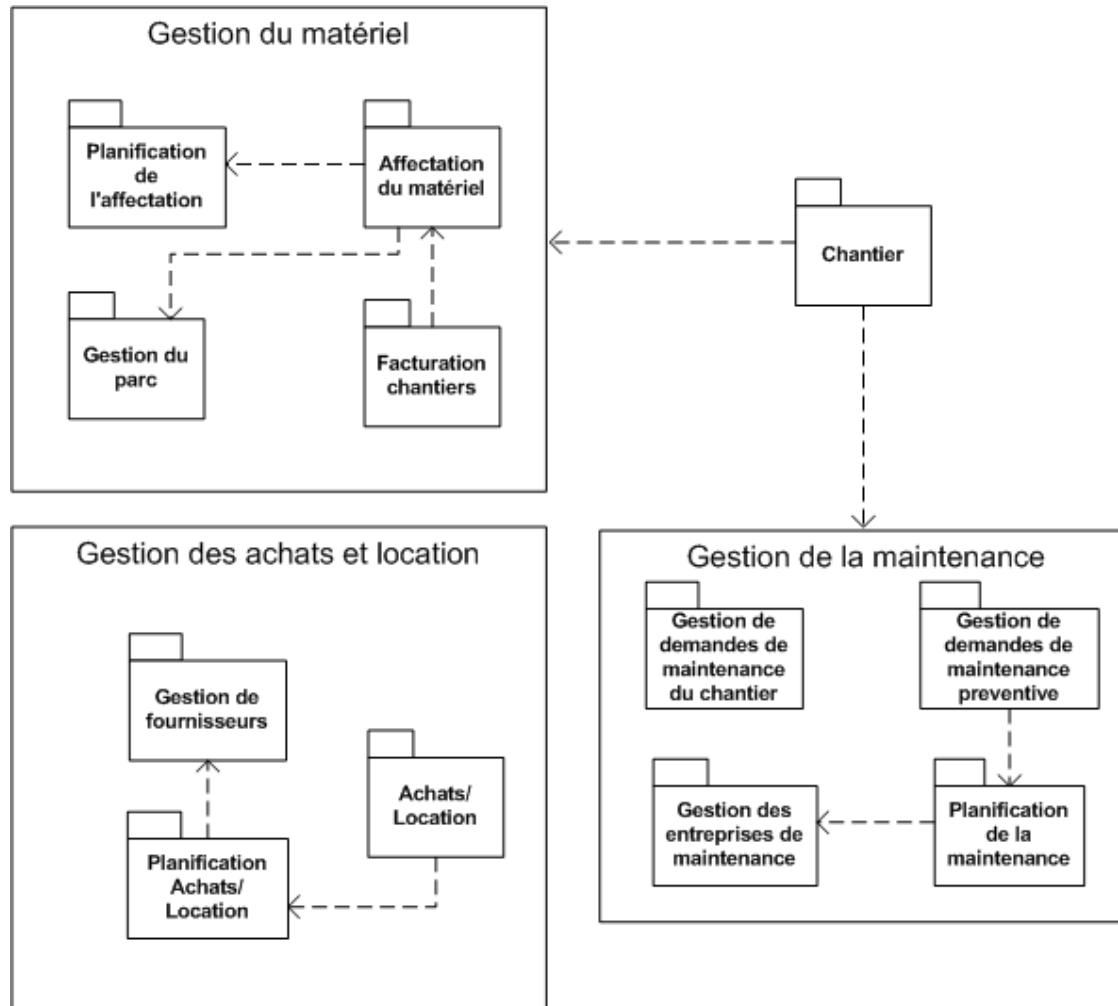 Gestion du matériel
Planification
de
l'affectation
Affectation
du matériel
Gestion du
parc
Facturation
chantiers
Chantier
Gestion des achats et location
Gestion de
fournisseurs
Achats/
Location
Planification
Achats/
Location
Gestion de la maintenance
Gestion de
demandes de
maintenance
du chantier
Gestion de
demandes de
maintenance
preventive
Gestion des
entreprises de
maintenance
Planification
de la
maintenance